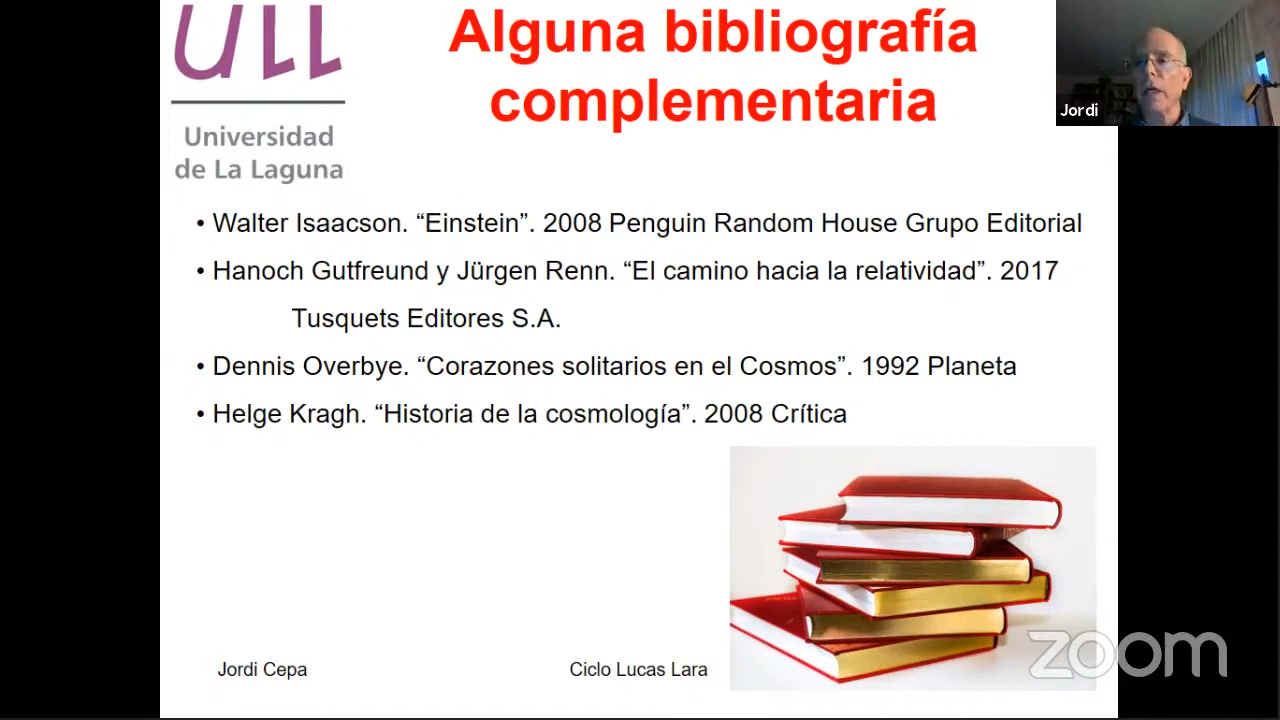 ULL
Universidad
de La Laguna
Alguna bibliografía
complementaria
Jordi
• Walter Isaacson. “Einstein”. 2008 Penguin Random House Grupo Editorial
• Hanoch Gutfreund y Jürgen Renn. “El camino hacia la relatividad”. 2017
Tusquets Editores S.A.
• Dennis Overbye. “Corazones solitarios en el Cosmos”. 1992 Planeta
• Helge Kragh. “Historia de la cosmología”. 2008 Crítica
Jordi Cepa
Ciclo Lucas Lara
zoom